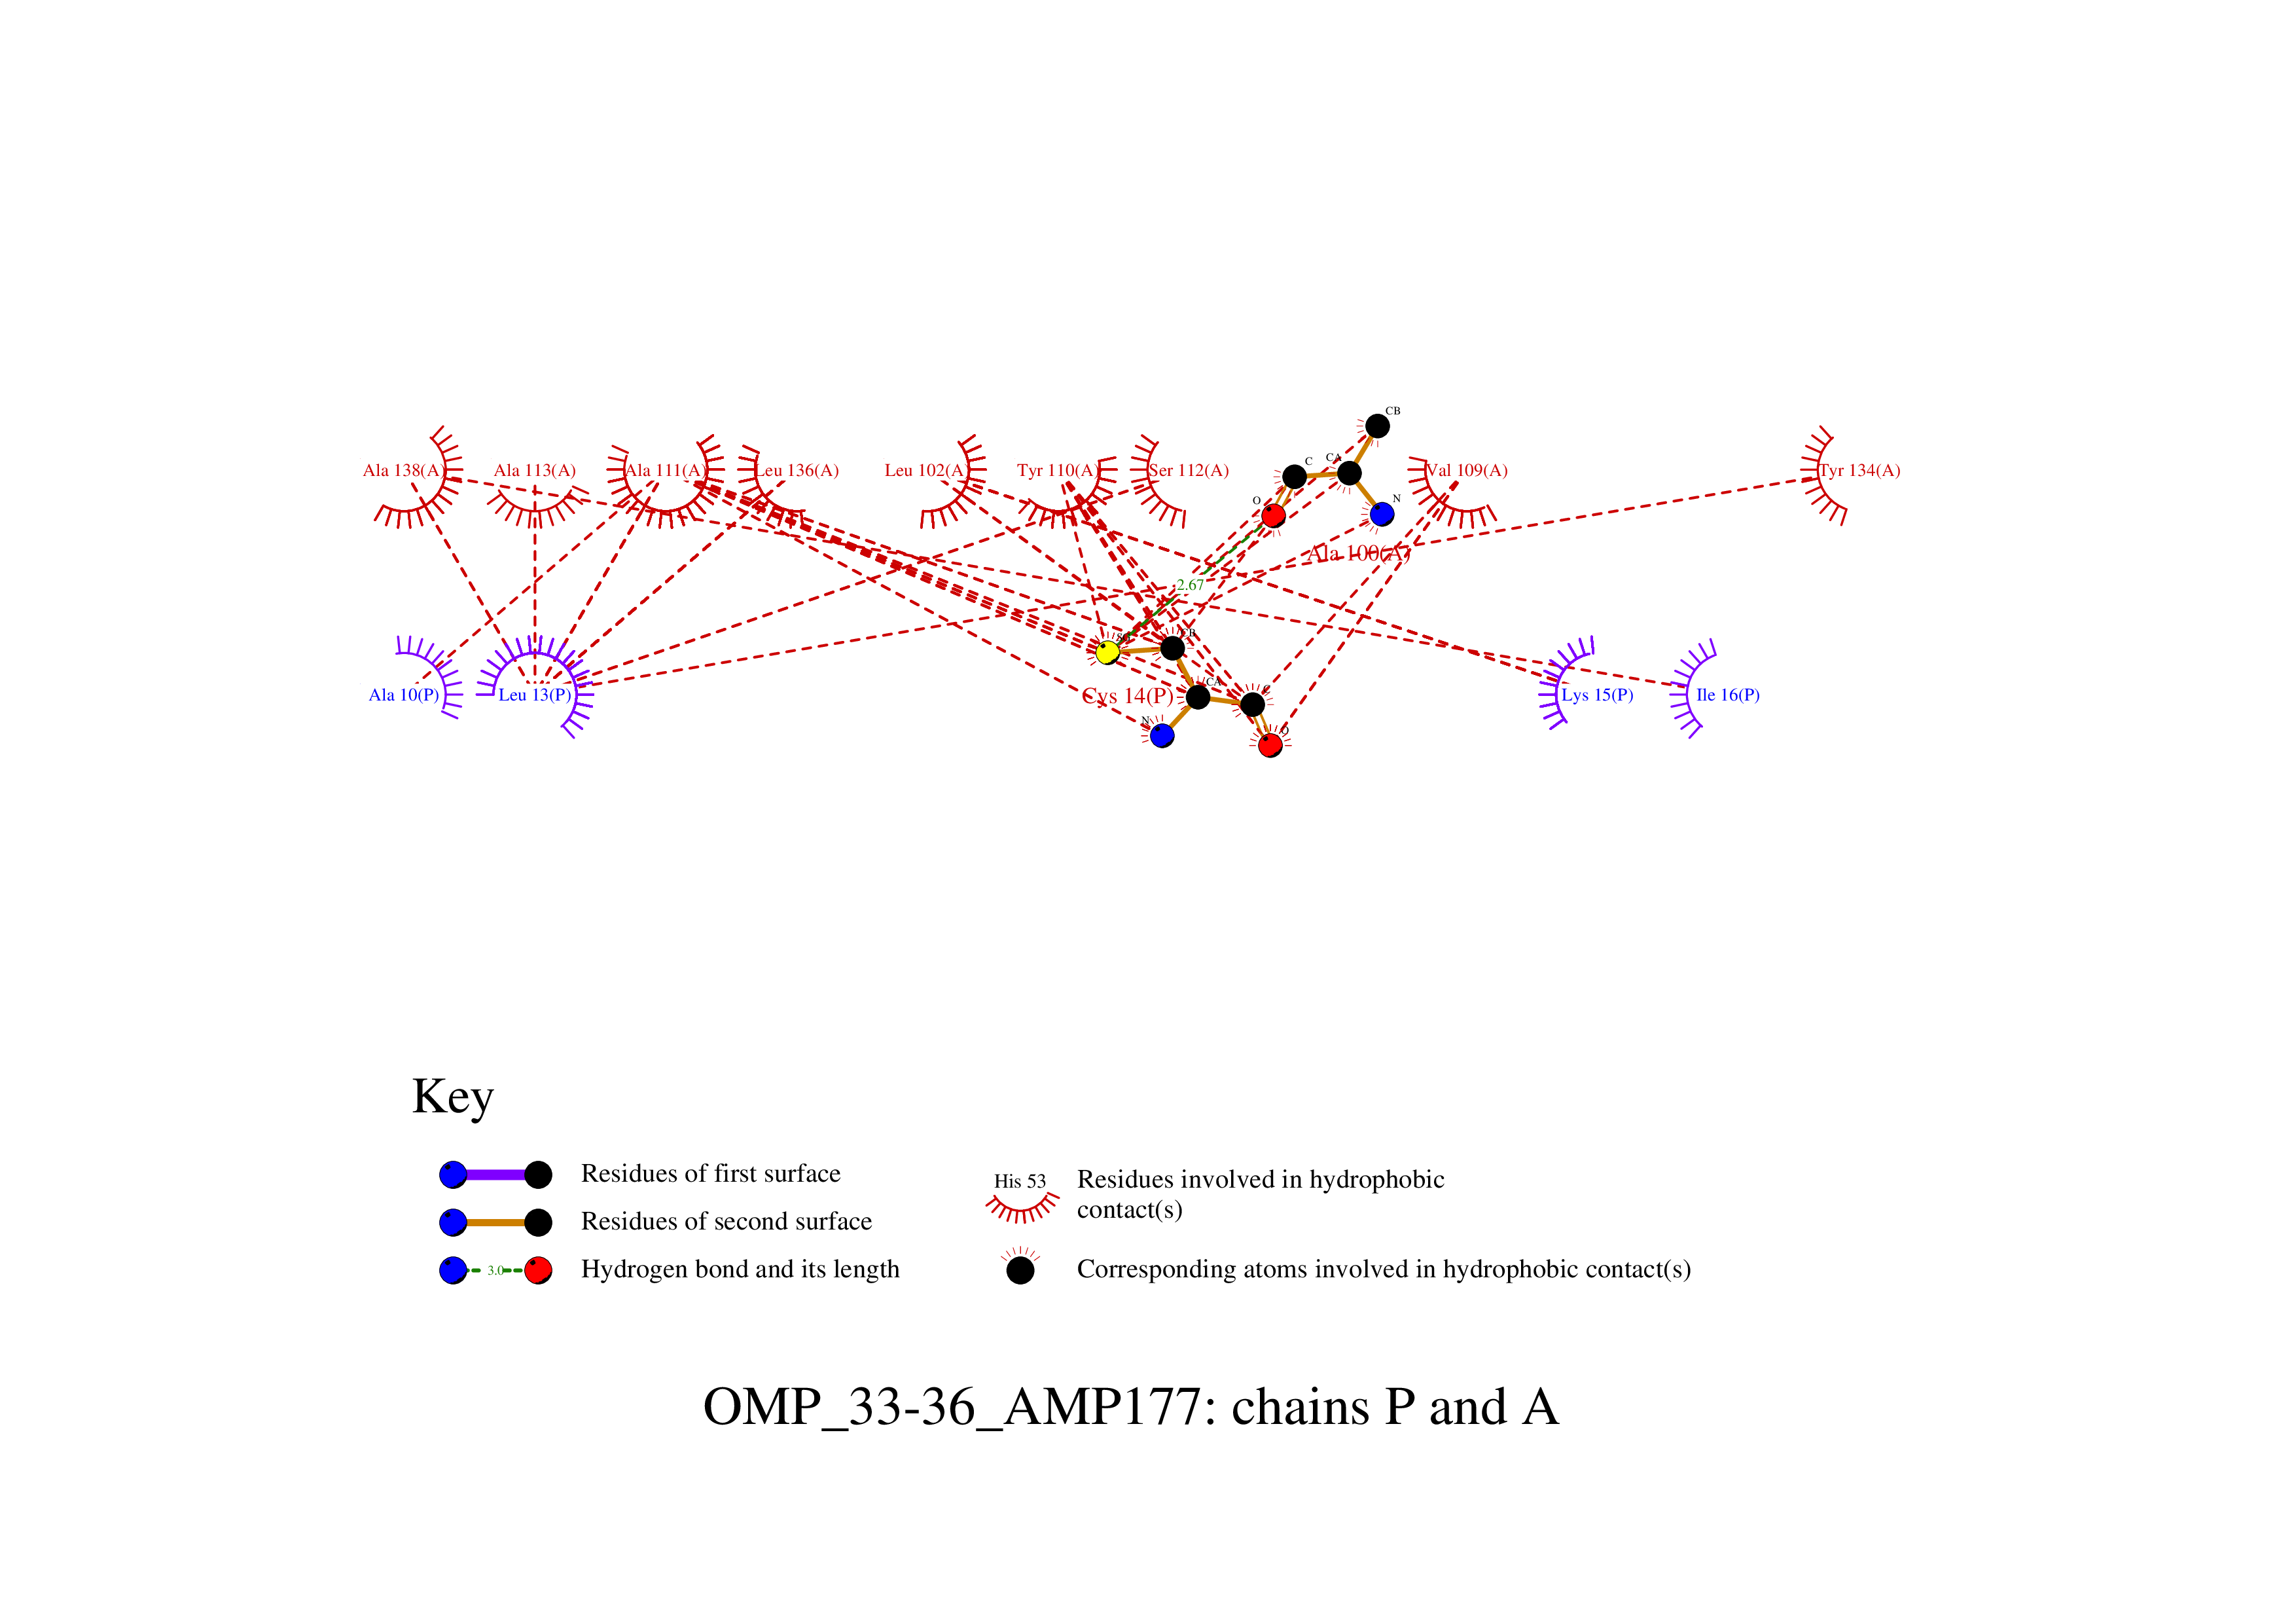 CB
Ala 138(A)
Ala 113(A)
Ala 111(A)
Leu 136(A)
Leu 102(A
Tyr 110(A)
Ser 112(A)
C
CA
Val 109(A)
Tyr 134(A)
O
N
Ala 100(A)
2.67
CB
Ala 10(P)
Leu 13(P)
Cys 14(P)
CA
C
Lys 15(P)
Ile 16(P)
N
O
Key
Residues of first surface
Residues of second surface
3.0
Hydrogen bond and its length
His 53
Residues involved in hydrophobic
contact(s)
Corresponding atoms involved in hydrophobic contact(s)
OMP_33-36_AMP177: chains P and A